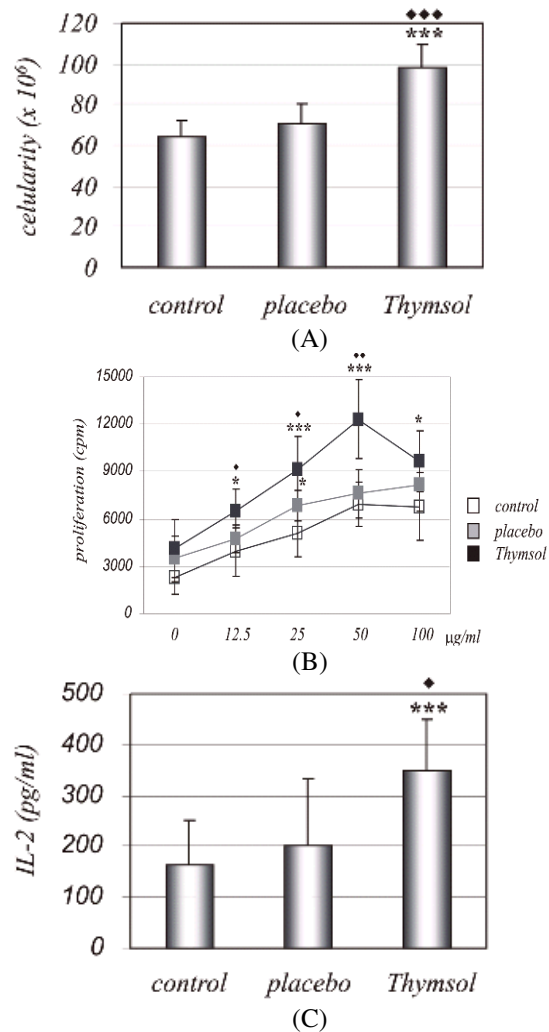 120
100
80
60
40
20
0
celularity (x 10⁶)
◆◆◆
***
control placebo Thymsol
(A)
15000
12000
9000
6000
3000
0
proliferation (cpm)
◆
*
◆
***
*
◆◆
***
*
0 12.5 25 50 100 µg/ml
control
placebo
Thymsol
(B)
500
400
300
200
100
0
IL-2 (pg/ml)
◆
***
control placebo Thymsol
(C)